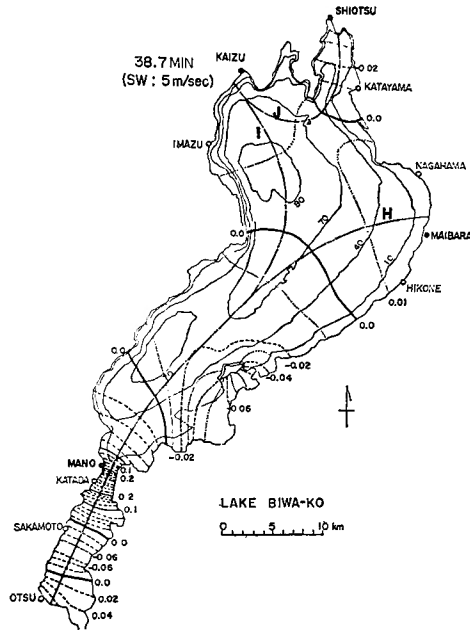 SHIOTSU
38.7 MIN
(SW : 5 m/sec)
KAIZU
0.02
KATAYAMA
J
0.0
IMAZU
I
NAGAHAMA
80
H
0.0
70
60
MAIBARA
10
HIKONE
0.01
0.0
0.0
-0.02
-0.04
0.06
-0.02
MANO
0.1
0.2
KATADA
0.2
0.1
LAKE BIWA-KO
SAKAMOTO
0.0
0 5 10 km
-0.06
-0.06
0.0
OTSU
0.02
0.04